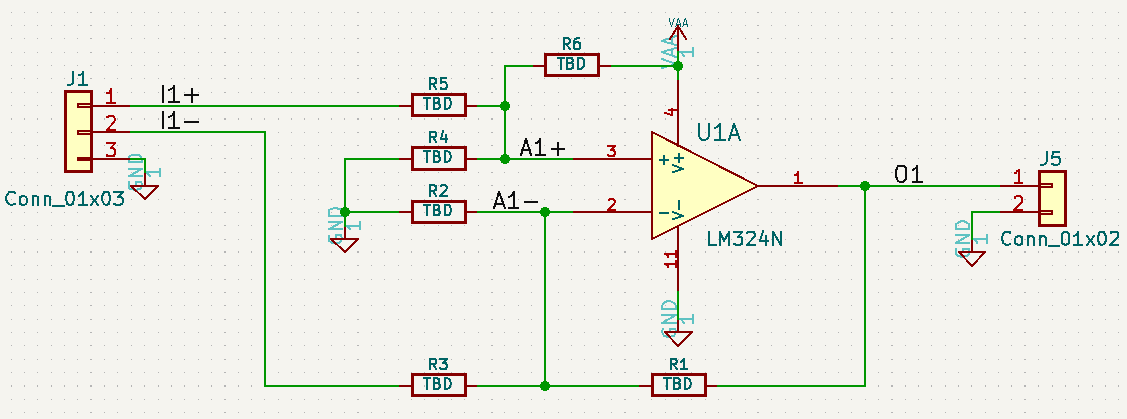 VAA
VAA
1
R6
TBD
J1
1
I1+
2
I1-
3
GND
1
Conn_01x03
R5
TBD
R4
TBD
A1+
3
R2
TBD
A1-
2
GND
1
4
U1A
+
V+
-
V-
1
LM324N
11
GND
1
O1
J5
1
2
GND
1
Conn_01x02
R3
TBD
R1
TBD